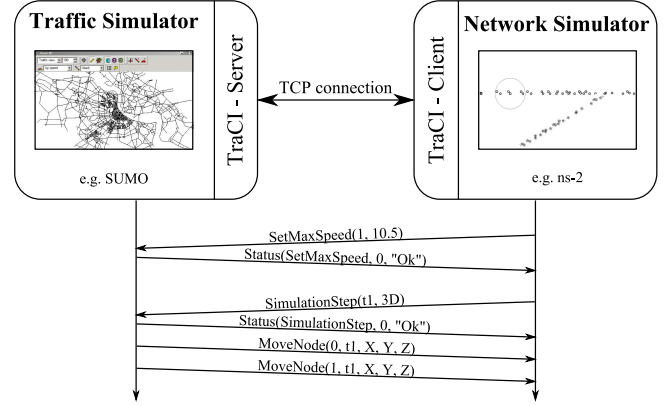 Traffic Simulator
Network Simulator
TraCI - Server
TCP connection
TraCI - Client
e.g. SUMO
e.g. ns-2
SetMaxSpeed(1, 10.5)
Status(SetMaxSpeed, 0, "Ok")
SimulationStep(t1, 3D)
Status(SimulationStep, 0, "Ok")
MoveNode(0, t1, X, Y, Z)
MoveNode(1, t1, X, Y, Z)